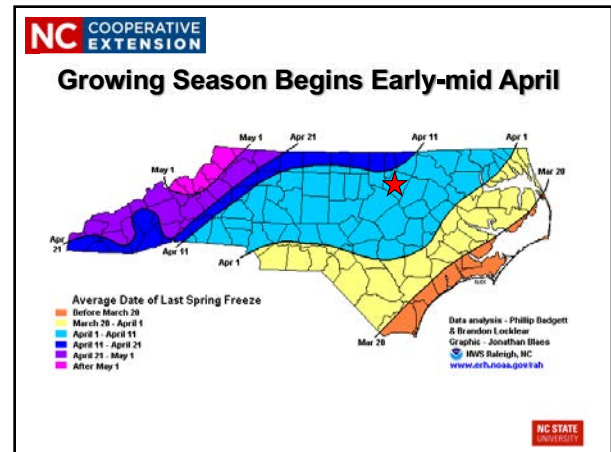 NC COOPERATIVE
EXTENSION
Growing Season Begins Early-mid April
May 1
Apr 21
Apr 11
Apr 1
May 1
Mar 20
Apr
21
Apr 11
Apr 1
Mar 20
Average Date of Last Spring Freeze
Before March 20
March 20 - April 1
April 1 - April 11
April 11 - April 21
April 21 - May 1
After May 1
Data analysis - Phillip Badgett
& Brandon Locklear
Graphic - Jonathan Blaes
NWS Raleigh, NC
www.erh.noaa.gov/rah
NC STATE
UNIVERSITY